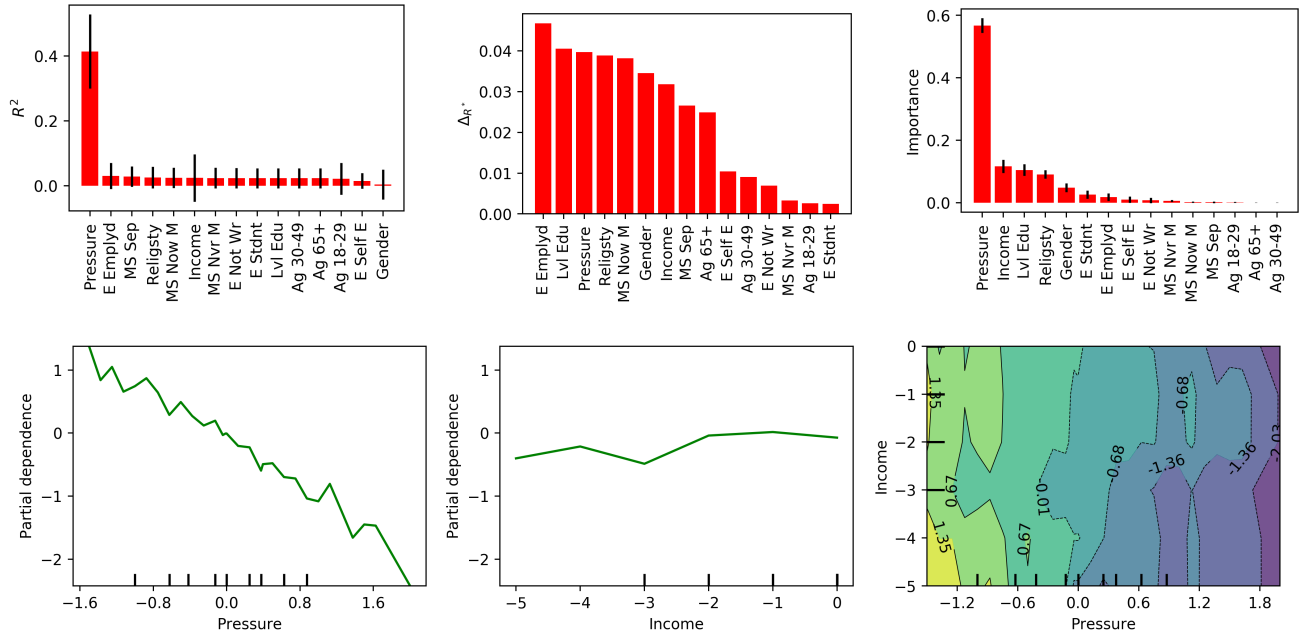 0.4
0.2
0.0
R²
Pressure
E Emplyd
MS Sep
Religsty
MS Now M
Income
MS Nvr M
E Not Wr
E Stdnt
Lvl Edu
Ag 30-49
Ag 65+
Ag 18-29
E Self E
Gender
0.04
0.03
0.02
0.01
0.00
Δ_R*
E Emplyd
Lvl Edu
Pressure
Religsty
MS Now M
Gender
Income
MS Sep
Ag 65+
E Self E
Ag 30-49
E Not Wr
MS Nvr M
Ag 18-29
E Stdnt
0.6
0.4
0.2
0.0
Importance
Pressure
Income
Lvl Edu
Religsty
Gender
E Stdnt
E Emplyd
E Self E
E Not Wr
MS Nvr M
MS Now M
MS Sep
Ag 18-29
Ag 65+
Ag 30-49
1
0
−1
−2
Partial dependence
−1.6
−0.8
0.0
0.8
1.6
Pressure
1
0
−1
−2
Partial dependence
−5
−4
−3
−2
−1
0
Income
0
−1
−2
−3
−4
−5
Income
1.35
-0.68
-2.03
-0.68
-1.36
-1.36
0.67
-0.01
1.35
0.67
−1.2
−0.6
0.0
0.6
1.2
1.8
Pressure